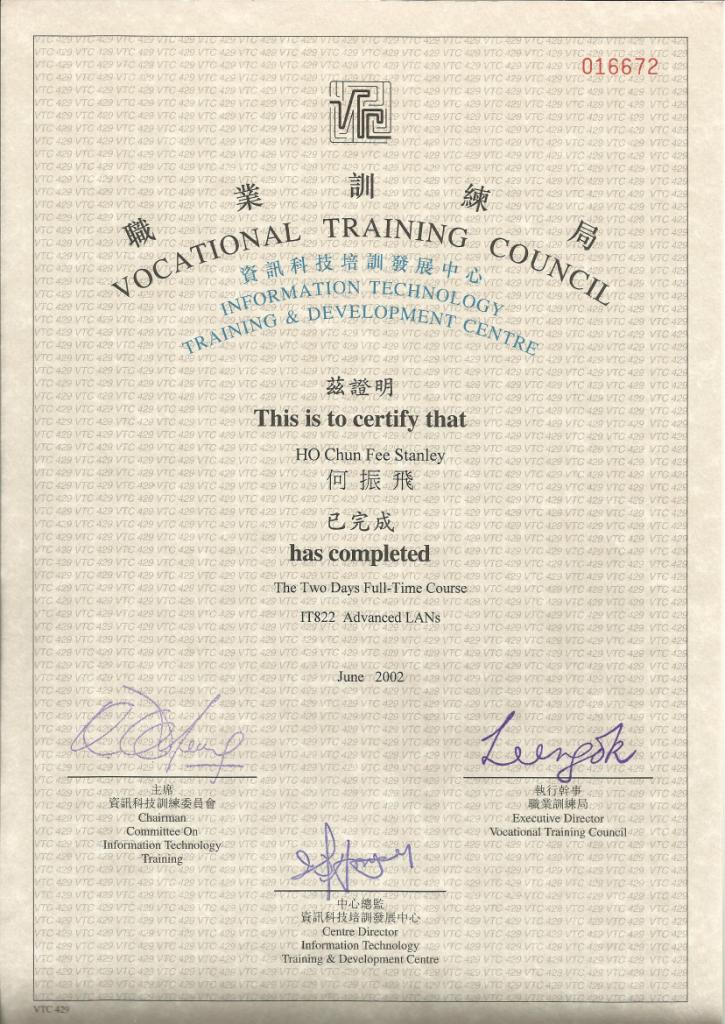 016672
VTC
職業訓練局
VOCATIONAL TRAINING COUNCIL
資訊科技培訓發展中心
INFORMATION TECHNOLOGY
TRAINING & DEVELOPMENT CENTRE
茲證明
This is to certify that
HO Chun Fee Stanley
何振飛
已完成
has completed
The Two Days Full-Time Course
IT822 Advanced LANs
June 2002
主席
資訊科技訓練委員會
Chairman
Committee On
Information Technology
Training
執行幹事
職業訓練局
Executive Director
Vocational Training Council
中心總監
資訊科技培訓發展中心
Centre Director
Information Technology
Training & Development Centre
VTC 429